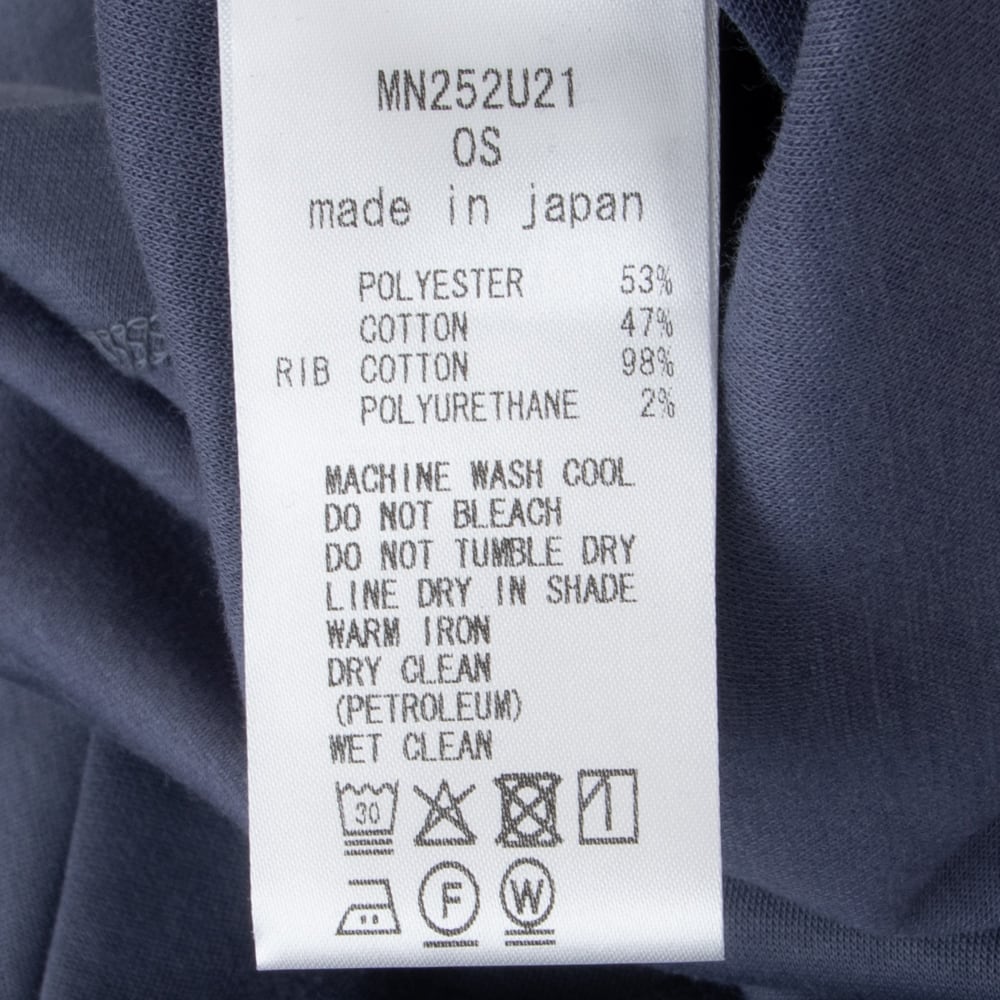 MN252U21
OS
made in japan
POLYESTER 53%
COTTON 47%
RIB COTTON 98%
POLYURETHANE 2%
MACHINE WASH COOL
DO NOT BLEACH
DO NOT TUMBLE DRY
LINE DRY IN SHADE
WARM IRON
DRY CLEAN
(PETROLEUM)
WET CLEAN
30
F W